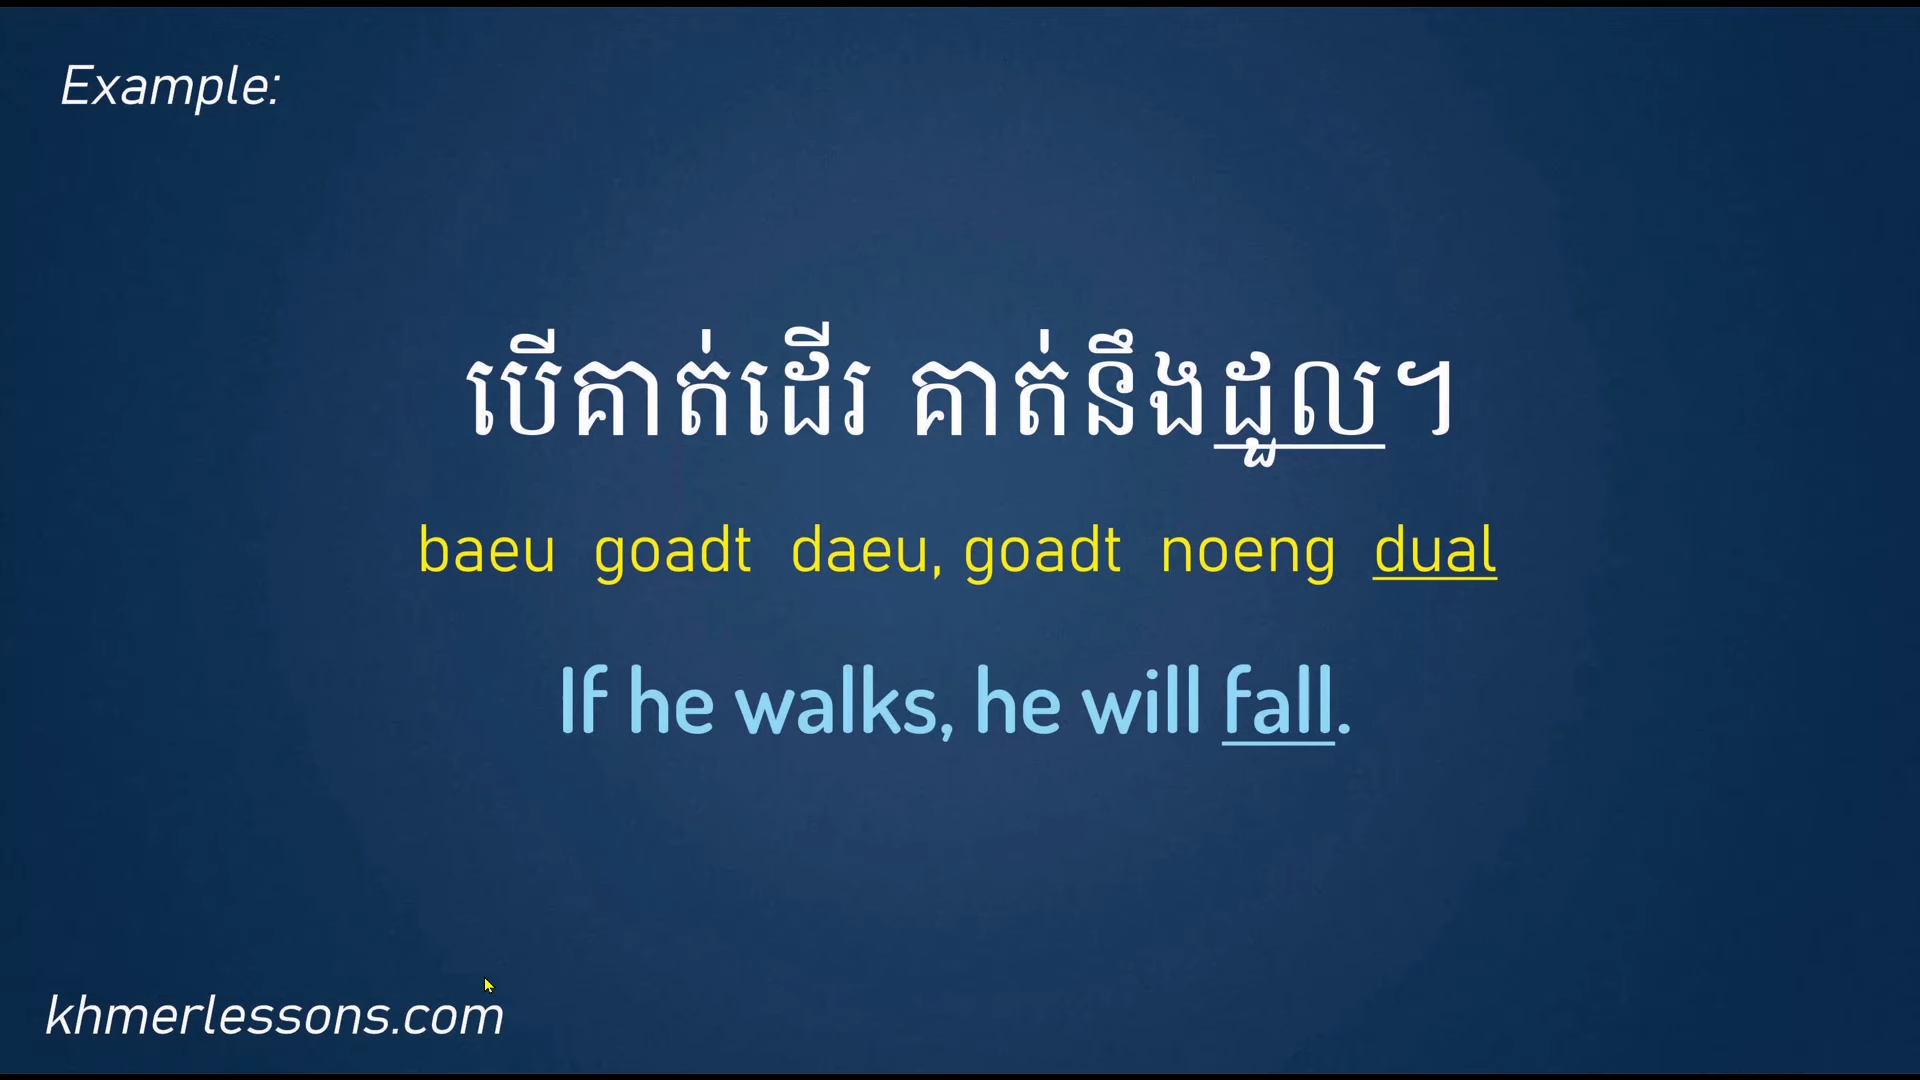 Example:
បើគាត់ដើរ គាត់នឹងដួល។
baeu goadt daeu, goadt noeng dual
If he walks, he will fall.
khmerlessons.com